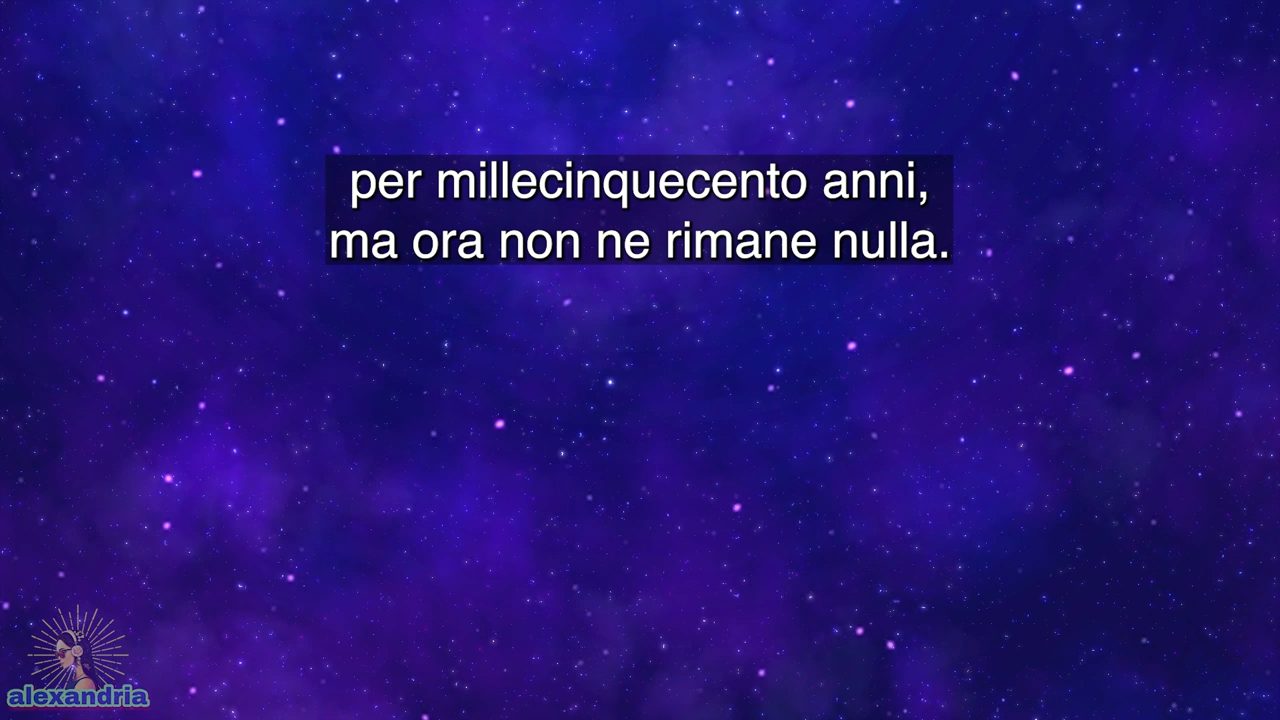 per millecinquecento anni,
ma ora non ne rimane nulla.
alexandria